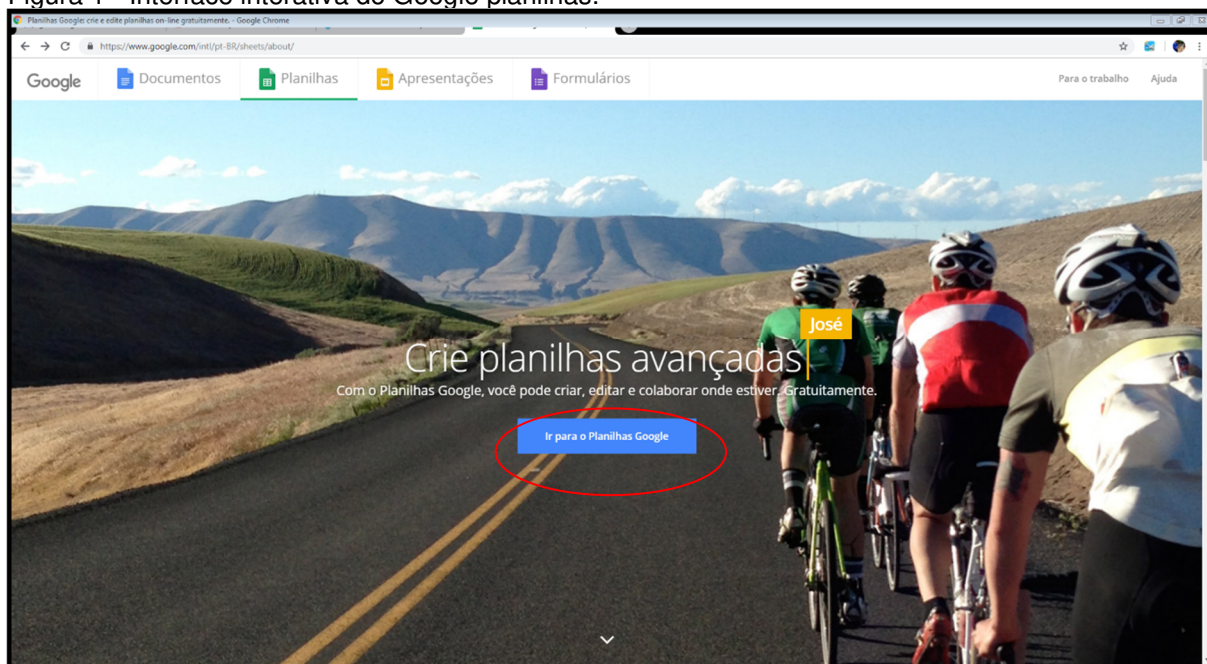 Figura 1 - Interface interativa do Google planilhas.
Planilhas Google: crie e edite planilhas on-line gratuitamente. - Google Chrome
https://www.google.com/intl/pt-BR/sheets/about/
Google Documentos Planilhas Apresentações Formulários Para o trabalho Ajuda
José
Crie planilhas avançadas
Com o Planilhas Google, você pode criar, editar e colaborar onde estiver. Gratuitamente.
Ir para o Planilhas Google